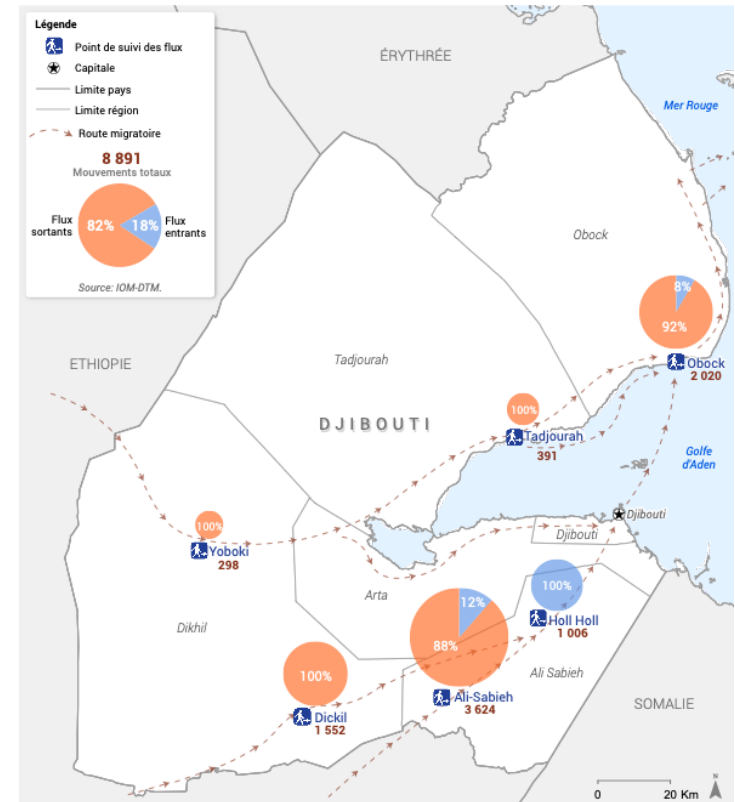 Légende
Point de suivi des flux
Capitale
Limite pays
Limite région
Route migratoire
8 891
Mouvements totaux
Flux
sortants
82%
18%
Flux
entrants
Source: IOM-DTM.
ÉRYTHRÉE
Mer Rouge
Obock
8%
92%
Obock
2 020
ETHIOPIE
Tadjourah
DJIBOUTI
100%
Tadjourah
391
Golfe
d'Aden
Djibouti
Djibouti
100%
Yoboki
298
Arta
12%
88%
Ali-Sabieh
3 624
100%
Holl Holl
1 006
Dikhil
Ali Sabieh
100%
Dickil
1 552
SOMALIE
0
20 Km
N